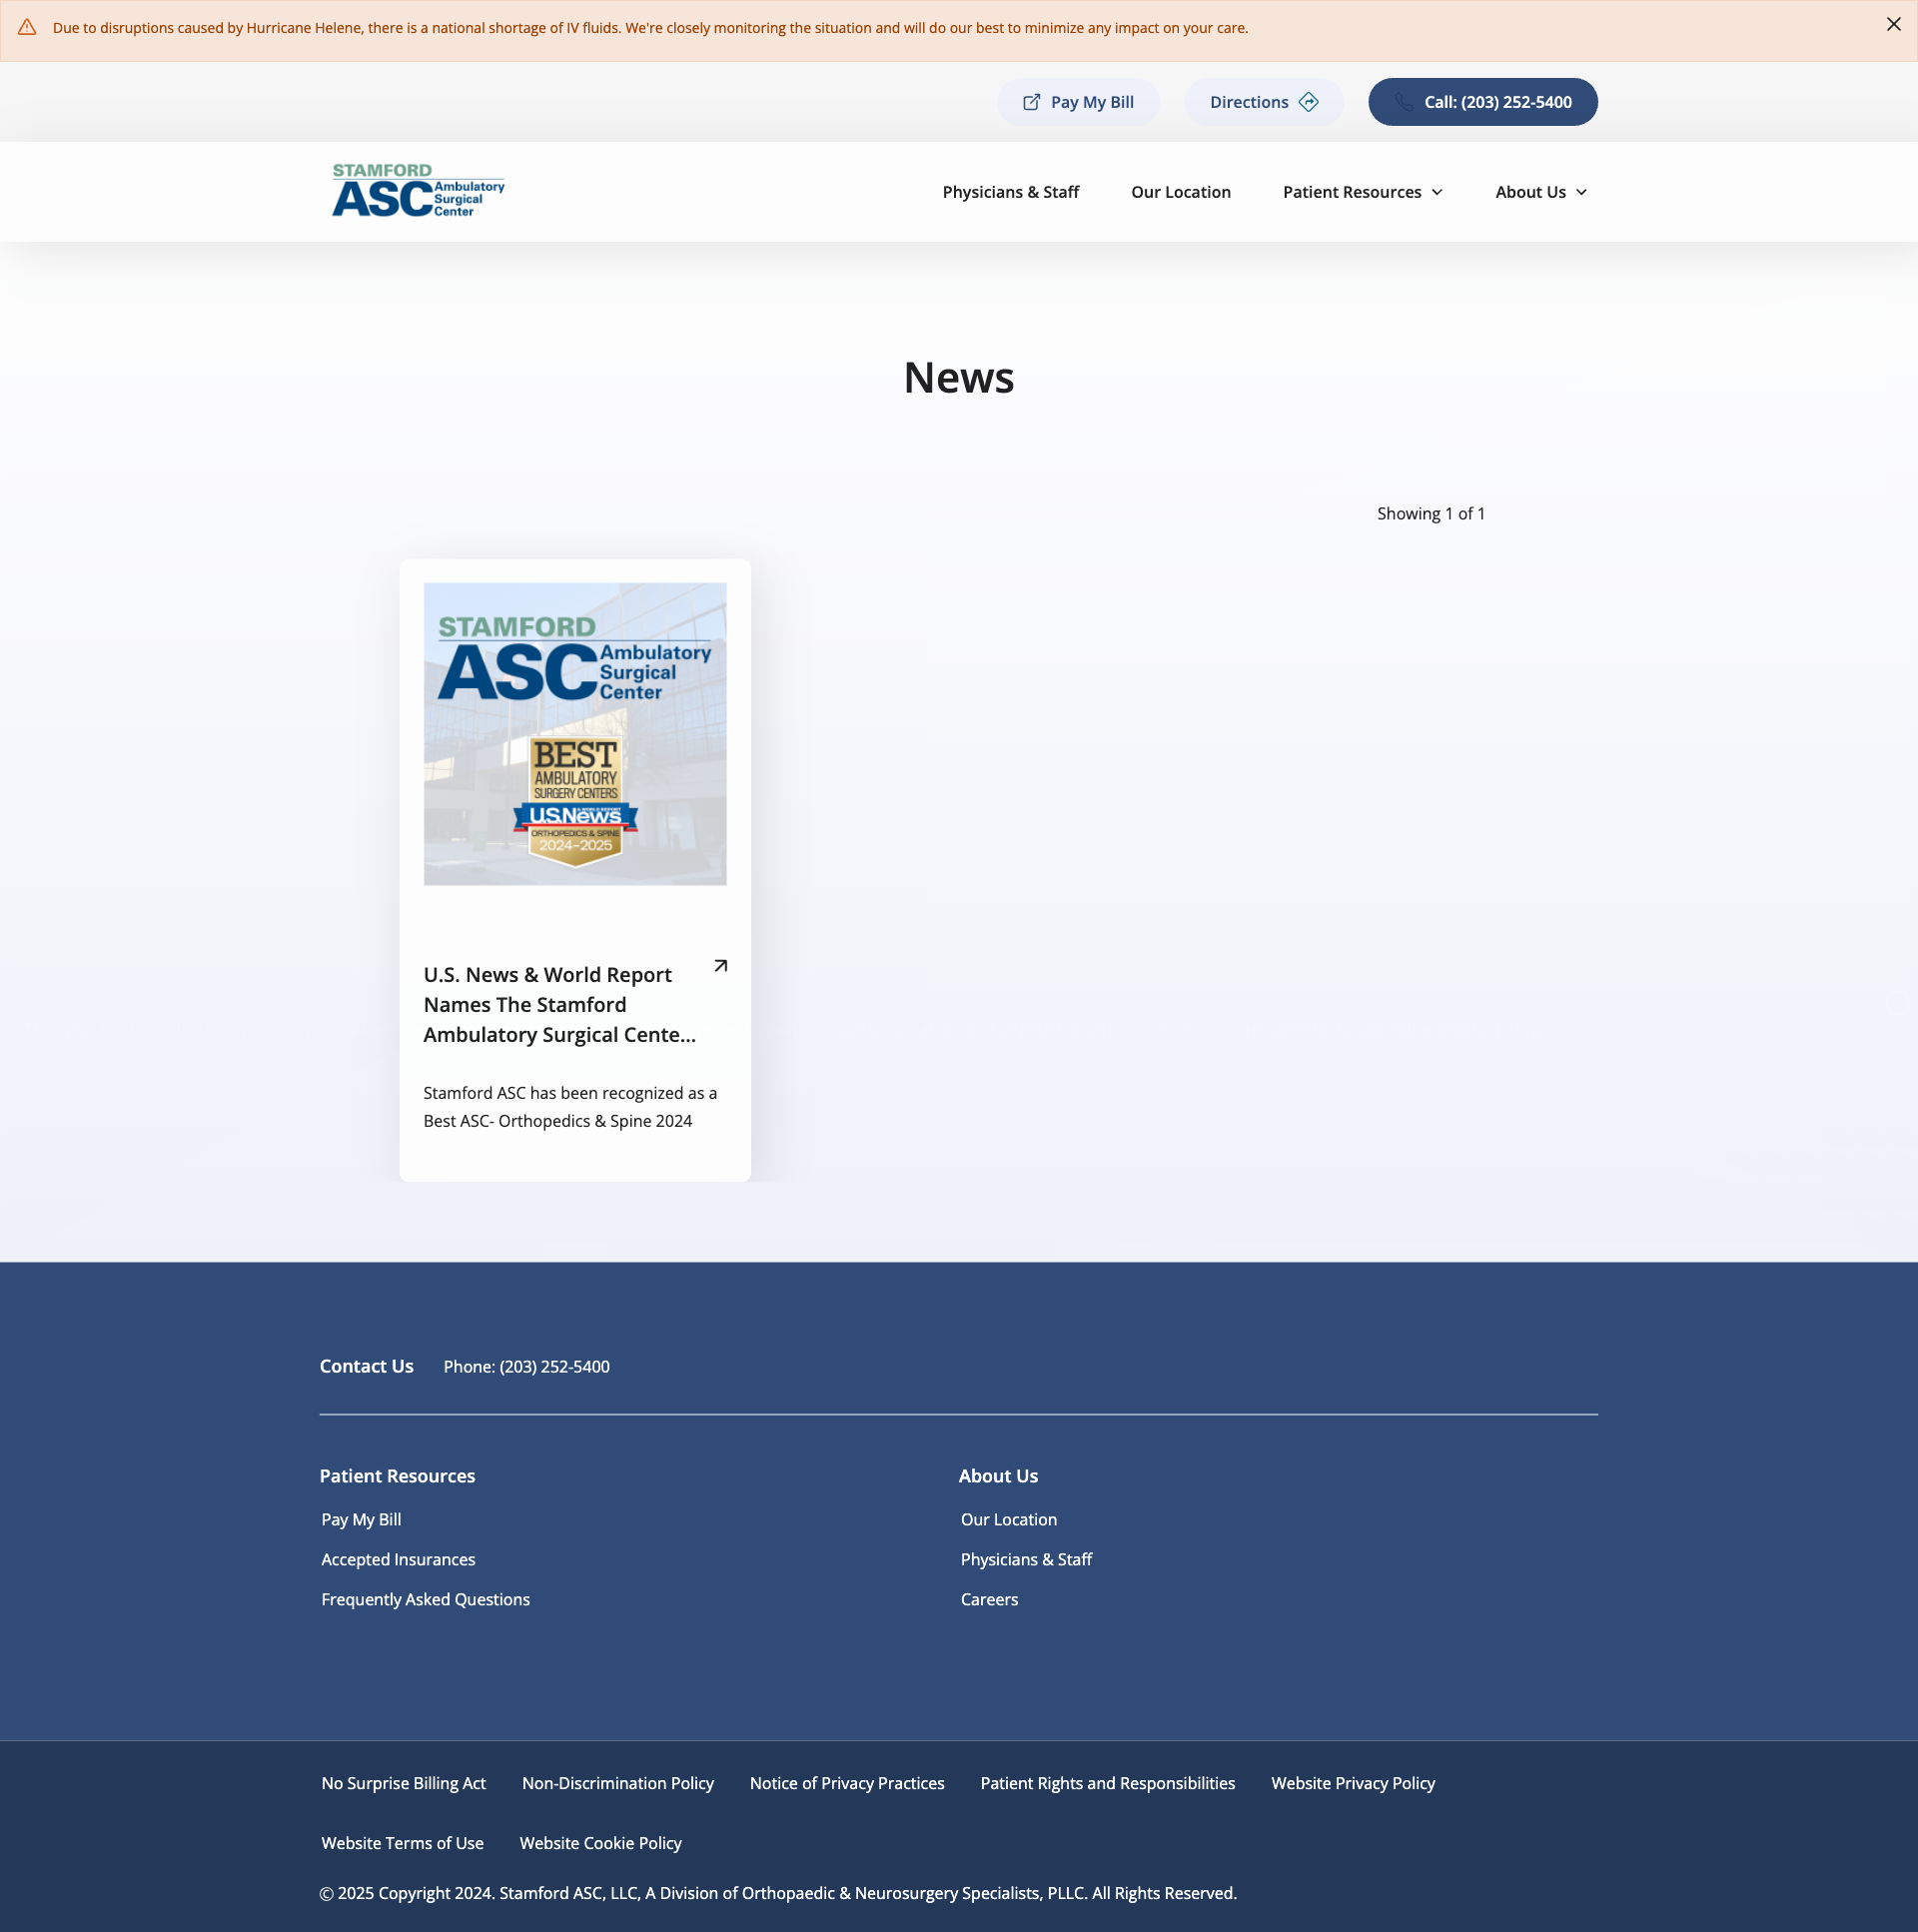 Due to disruptions caused by Hurricane Helene, there is a national shortage of IV fluids. We're closely monitoring the situation and will do our best to minimize any impact on your care.
Pay My Bill
Directions
Call: (203) 252-5400
STAMFORD
ASC Ambulatory
Surgical
Center
Physicians & Staff
Our Location
Patient Resources
About Us
News
Showing 1 of 1
STAMFORD
ASC Ambulatory
Surgical
Center
BEST
AMBULATORY
SURGERY CENTERS
U.S.News & WORLD REPORT
ORTHOPEDICS & SPINE
2024-2025
U.S. News & World Report
Names The Stamford
Ambulatory Surgical Cente...
Stamford ASC has been recognized as a
Best ASC- Orthopedics & Spine 2024
Contact Us
Phone: (203) 252-5400
Patient Resources
Pay My Bill
Accepted Insurances
Frequently Asked Questions
About Us
Our Location
Physicians & Staff
Careers
No Surprise Billing Act
Non-Discrimination Policy
Notice of Privacy Practices
Patient Rights and Responsibilities
Website Privacy Policy
Website Terms of Use
Website Cookie Policy
© 2025 Copyright 2024. Stamford ASC, LLC, A Division of Orthopaedic & Neurosurgery Specialists, PLLC. All Rights Reserved.